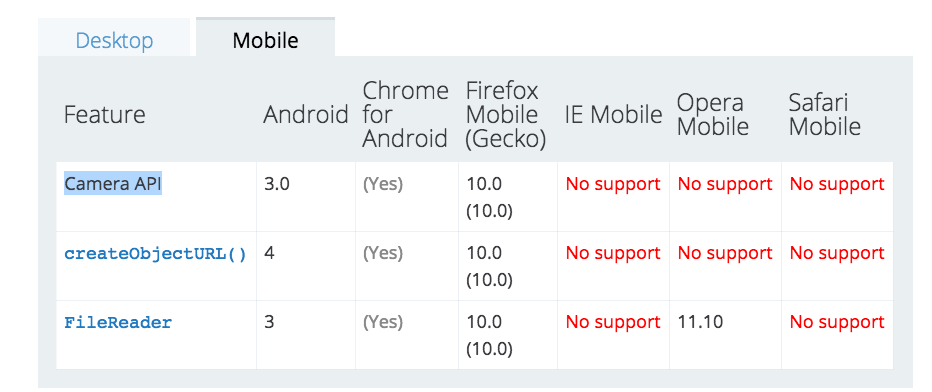 Desktop Mobile
Feature Android Chrome for Android Firefox Mobile (Gecko) IE Mobile Opera Mobile Safari Mobile
Camera API 3.0 (Yes) 10.0 (10.0) No support No support No support
createObjectURL() 4 (Yes) 10.0 (10.0) No support No support No support
FileReader 3 (Yes) 10.0 (10.0) No support 11.10 No support